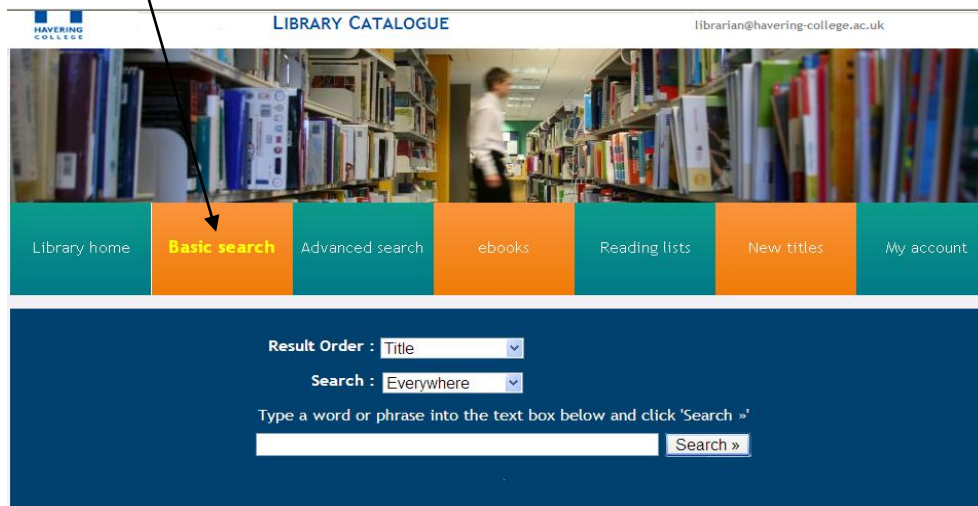 HAVERING
COLLEGE
LIBRARY CATALOGUE
librarian@havering-college.ac.uk
Library home
Basic search
Advanced search
ebooks
Reading lists
New titles
My account
Result Order : Title
Search : Everywhere
Type a word or phrase into the text box below and click 'Search »'
Search »